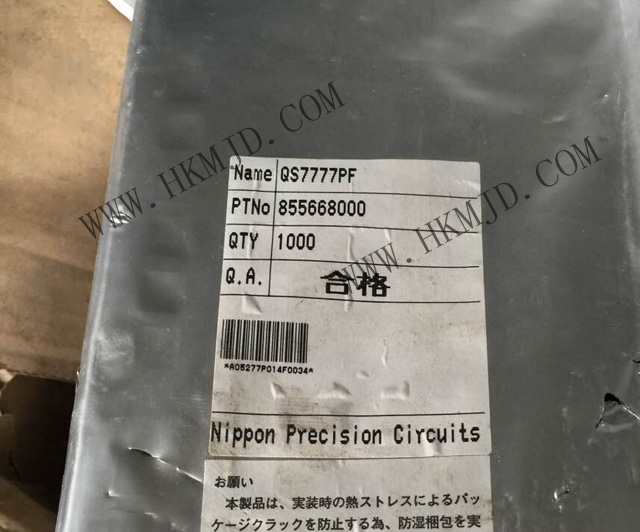 WWW.HKMJD.COM
WWW.HKMJD.COM
Name QS7777PF
PTNo 855668000
QTY 1000
Q.A. 合格
*A05277P014F0034*
Nippon Precision Circuits
お願い
本製品は、実装時の熱ストレスによるパッ
ケージクラックを防止する為、防湿梱包を実